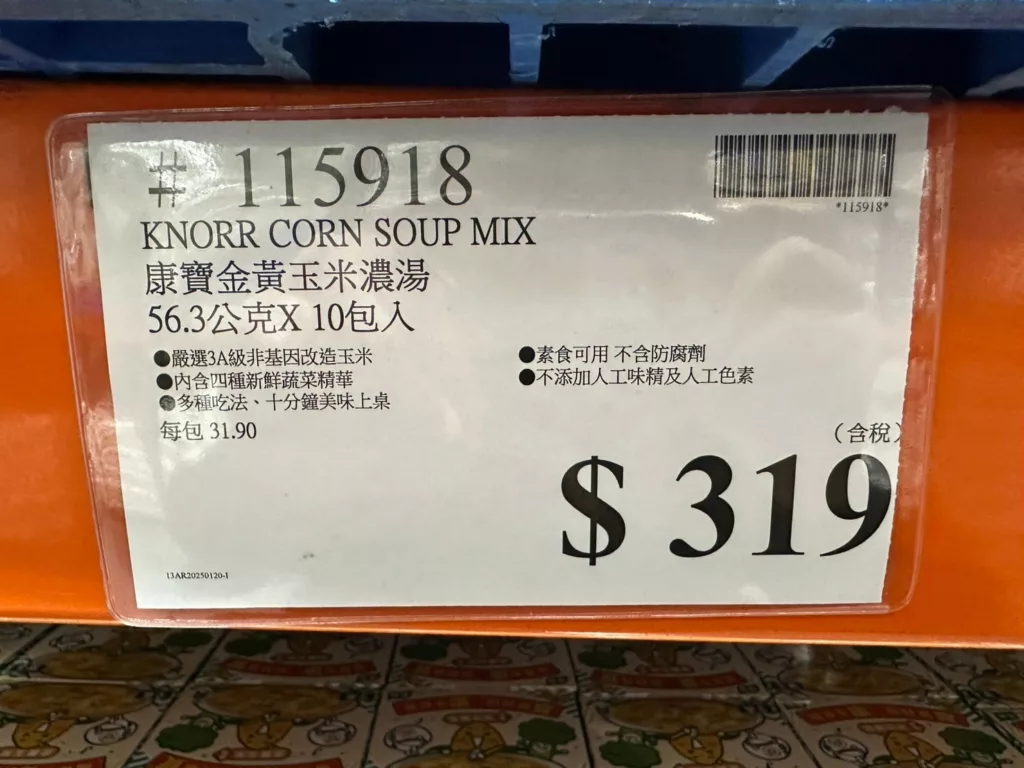 # 115918
*115918*
KNORR CORN SOUP MIX
康寶金黃玉米濃湯
56.3公克X 10包入
●嚴選3A級非基因改造玉米
●內含四種新鮮蔬菜精華
●多種吃法、十分鐘美味上桌
每包 31.90
●素食可用 不含防腐劑
●不添加人工味精及人工色素
（含稅）
$ 319
13AR20250120-1